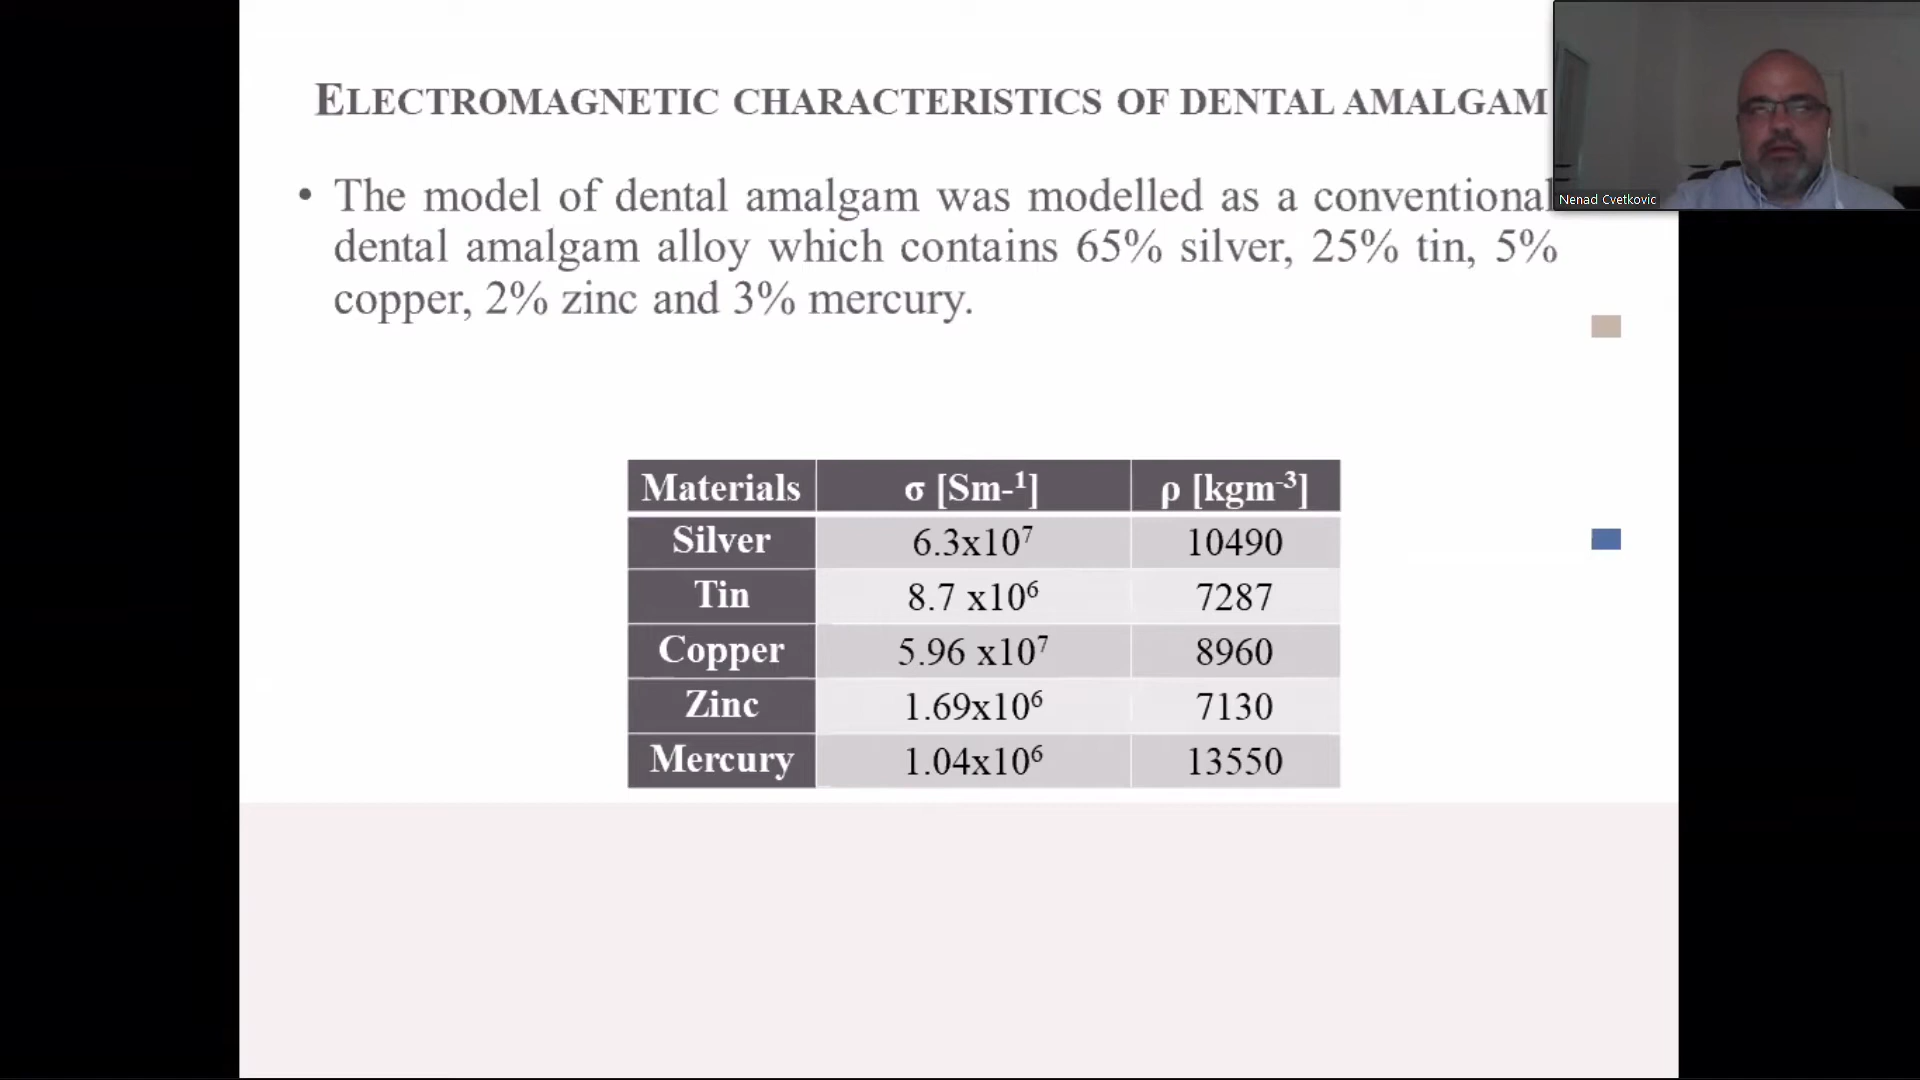 ELECTROMAGNETIC CHARACTERISTICS OF DENTAL AMALGAM
Nenad Cvetkovic
• The model of dental amalgam was modelled as a conventional
dental amalgam alloy which contains 65% silver, 25% tin, 5%
copper, 2% zinc and 3% mercury.
Materials σ [Sm-¹] ρ [kgm⁻³]
Silver 6.3x10⁷ 10490
Tin 8.7 x10⁶ 7287
Copper 5.96 x10⁷ 8960
Zinc 1.69x10⁶ 7130
Mercury 1.04x10⁶ 13550